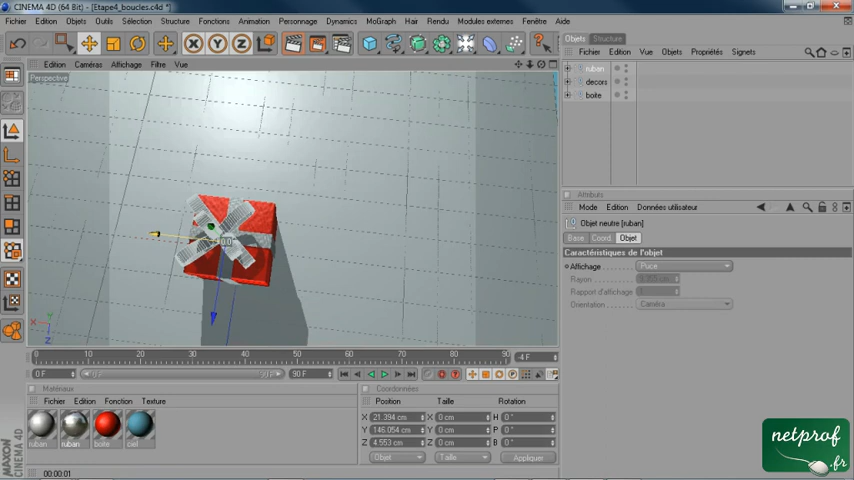 CINEMA 4D (64 Bit) - [Etape4_boucles.c4d *]
Fichier Edition Objets Outils Sélection Structure Fonctions Animation Personnages Dynamics MoGraph Hair Rendu Modules externes Fenêtre Aide
X Y Z
Objets Structure
Fichier Edition Vue Objets Propriétés Signets
ruban
decors
boite
Edition Caméras Affichage Filtre Vue
Perspective
0.0
Y
X
Z
Attributs
Mode Edition Données utilisateur
Objet neutre [ruban]
Base Coord. Objet
Caractéristiques de l'objet
Affichage Puce
Rayon
Rapport d'affichage
Orientation Caméra
0 10 20 30 40 50 60 70 80 90 -4 F
0 F 0 F 90 F 90 F
Matériaux
Fichier Edition Fonction Texture
ruban ruban boite ciel
Coordonnées
Position Taille Rotation
X 21.394 cm X 0 cm H 0 °
Y 146.054 cm Y 0 cm P 0 °
Z 4.553 cm Z 0 cm B 0 °
Objet Taille Appliquer
00:00:01
MAXON
CINEMA 4D
netprof
.fr